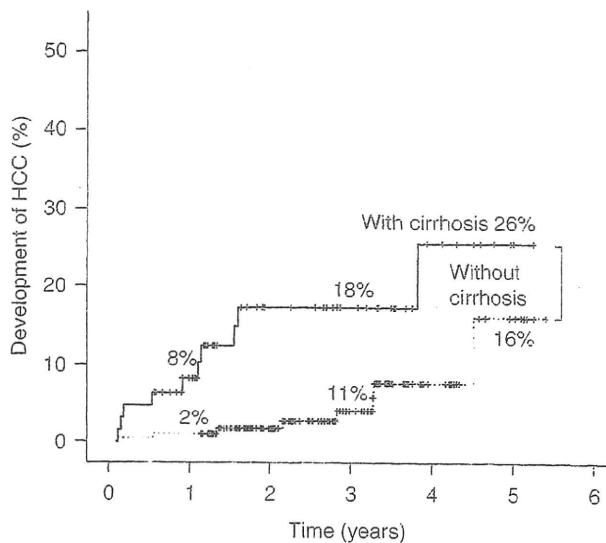 50
40
30
20
10
0
Development of HCC (%)
With cirrhosis 26%
Without
cirrhosis
18%
16%
8%
11%
2%
0 1 2 3 4 5 6
Time (years)